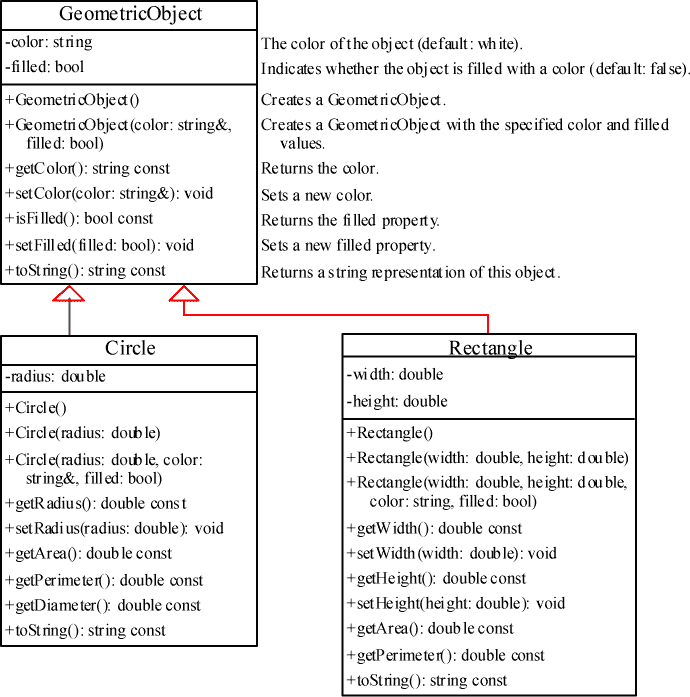 GeometricObject
-color: string
The color of the object (default: white).
-filled: bool
Indicates whether the object is filled with a color (default: false).
+GeometricObject()
Creates a GeometricObject.
+GeometricObject(color: string&,
filled: bool)
Creates a GeometricObject with the specified color and filled
values.
+getColor(): string const
Returns the color.
+setColor(color: string&): void
Sets a new color.
+isFilled(): bool const
Returns the filled property.
+setFilled(filled: bool): void
Sets a new filled property.
+toString(): string const
Returns a string representation of this object.
Circle
-radius: double
+Circle()
+Circle(radius: double)
+Circle(radius: double, color:
string&, filled: bool)
+getRadius(): double const
+setRadius(radius: double): void
+getArea(): double const
+getPerimeter(): double const
+getDiameter(): double const
+toString(): string const
Rectangle
-width: double
-height: double
+Rectangle()
+Rectangle(width: double, height: double)
+Rectangle(width: double, height: double,
color: string, filled: bool)
+getWidth(): double const
+setWidth(width: double): void
+getHeight(): double const
+setHeight(height: double): void
+getArea(): double const
+getPerimeter(): double const
+toString(): string const